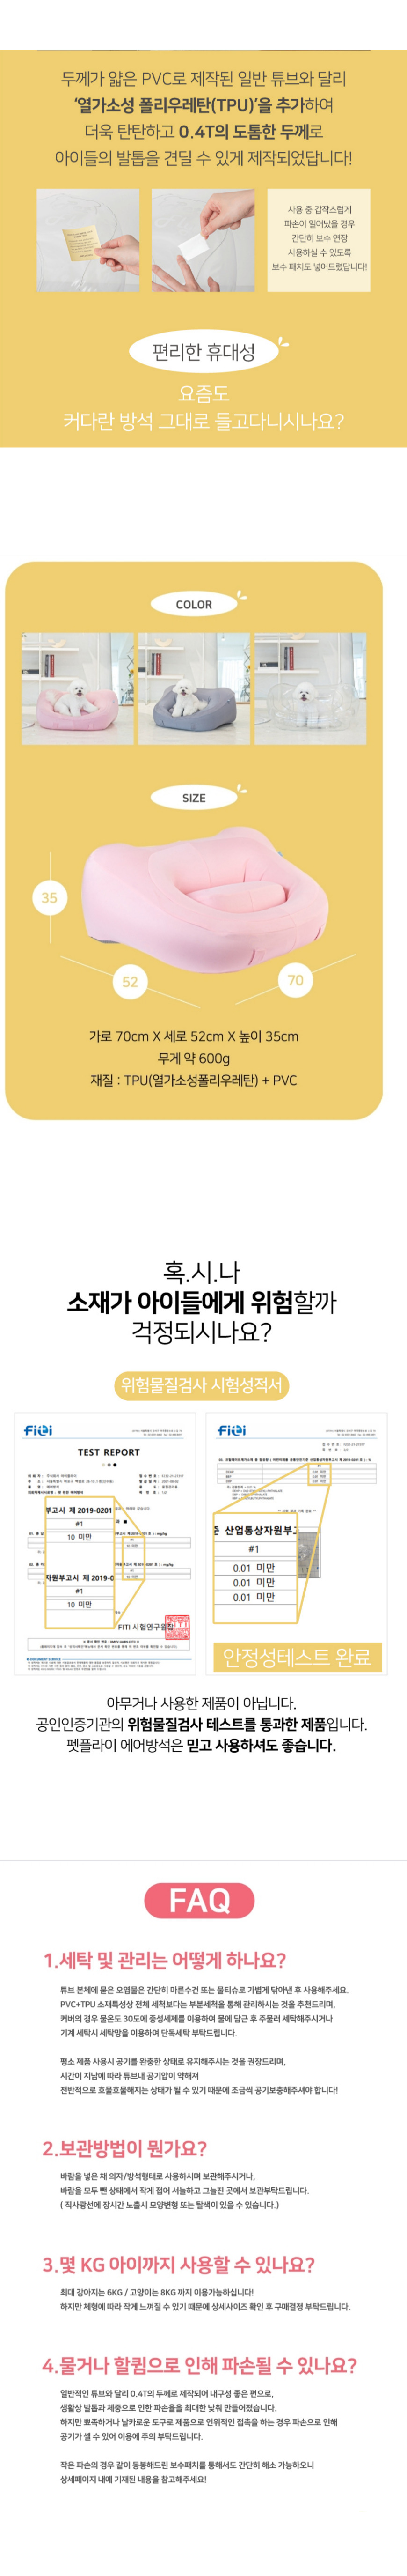 두께가 얇은 PVC로 제작된 일반 튜브와 달리
‘열가소성 폴리우레탄(TPU)’을 추가하여
더욱 탄탄하고 0.4T의 도톰한 두께로
아이들의 발톱을 견딜 수 있게 제작되었답니다!
사용 중 갑작스럽게
파손이 일어났을 경우
간단히 보수 연장
사용하실 수 있도록
보수 패치도 넣어드렸답니다!
편리한 휴대성
요즘도
커다란 방석 그대로 들고다니시나요?
COLOR
SIZE
35
52
70
가로 70cm X 세로 52cm X 높이 35cm
무게 약 600g
재질 : TPU(열가소성폴리우레탄) + PVC
혹.시.나
소재가 아이들에게 위험할까
걱정되시나요?
위험물질검사 시험성적서
FITI
TEST REPORT
부고시 제 2019-0201
#1
10 미만
자원부고시 제 2019-0
#1
10 미만
FITI 시험연구원장
FITI
준 산업통상자원부고
#1
0.01 미만
0.01 미만
0.01 미만
안정성테스트 완료
아무거나 사용한 제품이 아닙니다.
공인인증기관의 위험물질검사 테스트를 통과한 제품입니다.
펫플라이 에어방석은 믿고 사용하셔도 좋습니다.
FAQ
1.세탁 및 관리는 어떻게 하나요?
튜브 본체에 묻은 오염물은 간단히 마른수건 또는 물티슈로 가볍게 닦아낸 후 사용해주세요.
PVC+TPU 소재특성상 전체 세척보다는 부분세척을 통해 관리하시는 것을 추천드리며,
커버의 경우 물온도 30도에 중성세제를 이용하여 물에 담근 후 주물러 세탁해주시거나
기계 세탁시 세탁망을 이용하여 단독세탁 부탁드립니다.
평소 제품 사용시 공기를 완충한 상태로 유지해주시는 것을 권장드리며,
시간이 지남에 따라 튜브내 공기압이 약해져
전반적으로 흐물흐물해지는 상태가 될 수 있기 때문에 조금씩 공기보충해주셔야 합니다!
2.보관방법이 뭔가요?
바람을 넣은 채 의자/방석형태로 사용하시며 보관해주시거나,
바람을 모두 뺀 상태에서 작게 접어 서늘하고 그늘진 곳에서 보관부탁드립니다.
( 직사광선에 장시간 노출시 모양변형 또는 탈색이 있을 수 있습니다.)
3.몇 KG 아이까지 사용할 수 있나요?
최대 강아지는 6KG / 고양이는 8KG 까지 이용가능하십니다!
하지만 체형에 따라 작게 느껴질 수 있기 때문에 상세사이즈 확인 후 구매결정 부탁드립니다.
4.물거나 할큄으로 인해 파손될 수 있나요?
일반적인 튜브와 달리 0.4T의 두께로 제작되어 내구성 좋은 편으로,
생활상 발톱과 체중으로 인한 파손율을 최대한 낮춰 만들어졌습니다.
하지만 뾰족하거나 날카로운 도구로 제품으로 인위적인 접촉을 하는 경우 파손으로 인해
공기가 샐 수 있어 이용에 주의 부탁드립니다.
작은 파손의 경우 같이 동봉해드린 보수패치를 통해서도 간단히 해소 가능하오니
상세페이지 내에 기재된 내용을 참고해주세요!